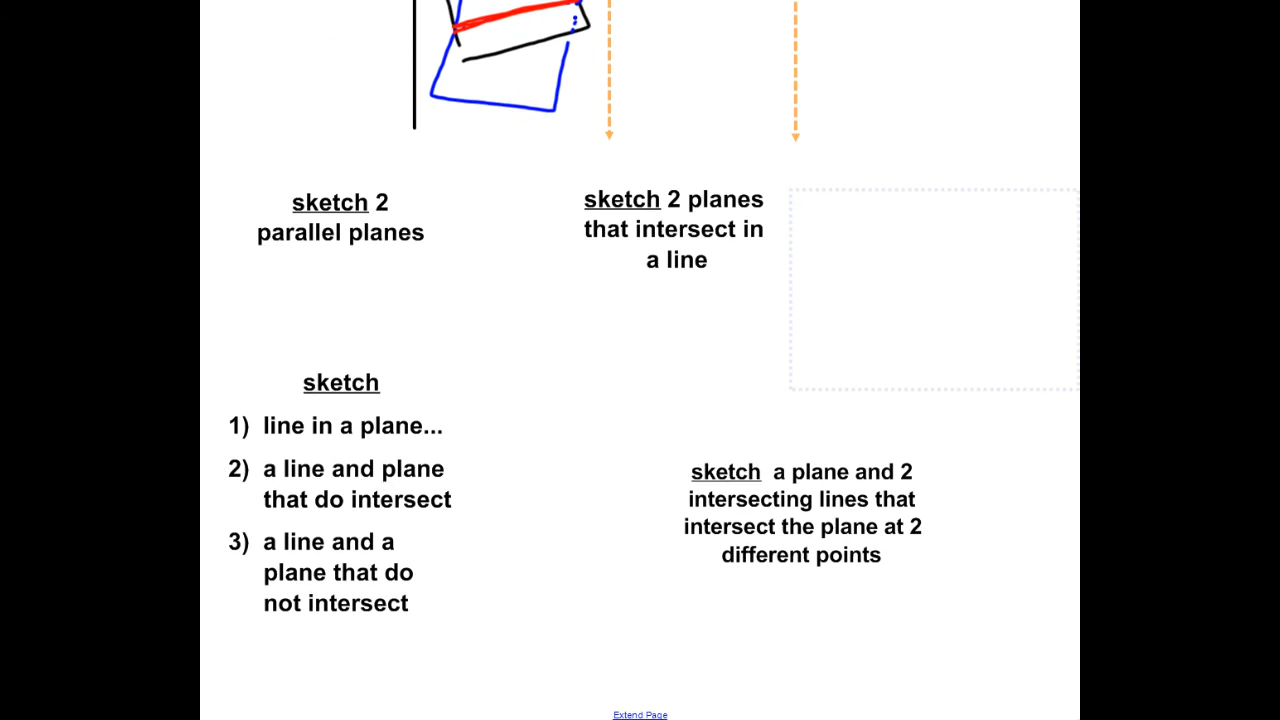 sketch 2
parallel planes
sketch 2 planes
that intersect in
a line
sketch
1) line in a plane...
2) a line and plane
that do intersect
3) a line and a
plane that do
not intersect
sketch a plane and 2
intersecting lines that
intersect the plane at 2
different points
Extend Page